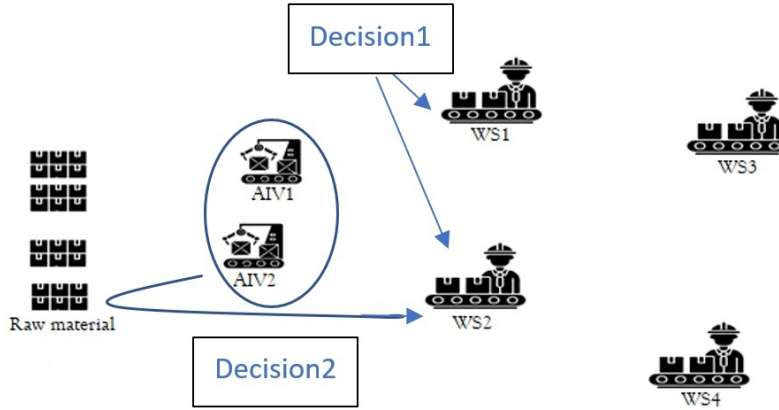 Decision1
WS1
WS3
AIV1
AIV2
Raw material
WS2
Decision2
WS4